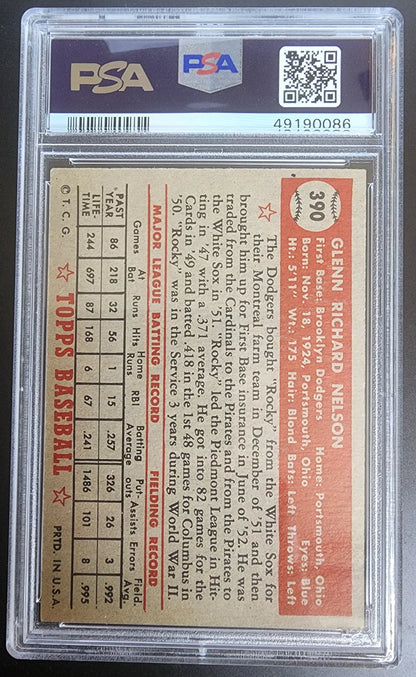 PSA
PSA
49190086
390
GLENN RICHARD NELSON
First Base: Brooklyn Dodgers Home: Portsmouth, Ohio
Born: Nov. 18, 1924, Portsmouth, Ohio Eyes: Blue
Ht.: 5'11" Wt.: 175 Hair: Blond Bats: Left Throws: Left
The Dodgers bought "Rocky" from the White Sox for
their Montreal farm team in December of '51 and then
brought him up for First Base insurance in June of '52. He was
traded from the Cardinals to the Pirates and from the Pirates to
the White Sox in '51. "Rocky" led the Piedmont League in Hit-
ting in '47 with a .371 average. He got into 82 games for the
Cards in '49 and batted .418 in the 1st 48 games for Columbus in
'50. "Rocky" was in the Service 3 years during World War II.
MAJOR LEAGUE BATTING RECORD FIELDING RECORD
Games At Bat Runs Hits Home Runs RBI Batting Average Put-outs Assists Errors Field. Avg.
PAST YEAR 86 218 32 56 1 15 .257 326 26 3 .992
LIFE-TIME 244 697 87 168 6 67 .241 1,486 101 8 .995
© T. C. G. TOPPS BASEBALL PRTD. IN U.S.A.